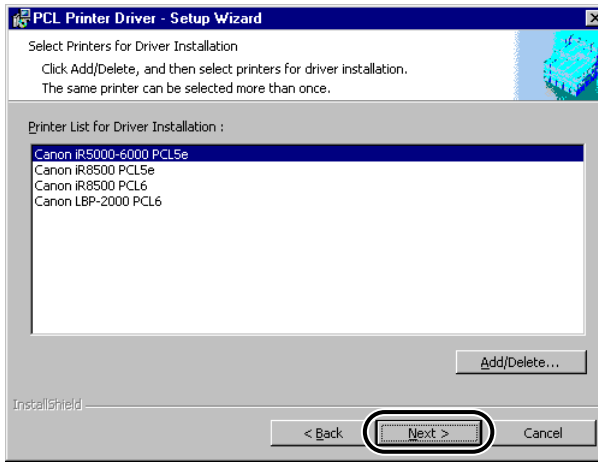 PCL Printer Driver - Setup Wizard
Select Printers for Driver Installation
Click Add/Delete, and then select printers for driver installation.
The same printer can be selected more than once.
Printer List for Driver Installation :
Canon iR5000-6000 PCL5e
Canon iR8500 PCL5e
Canon iR8500 PCL6
Canon LBP-2000 PCL6
Add/Delete...
InstallShield
< Back Next > Cancel